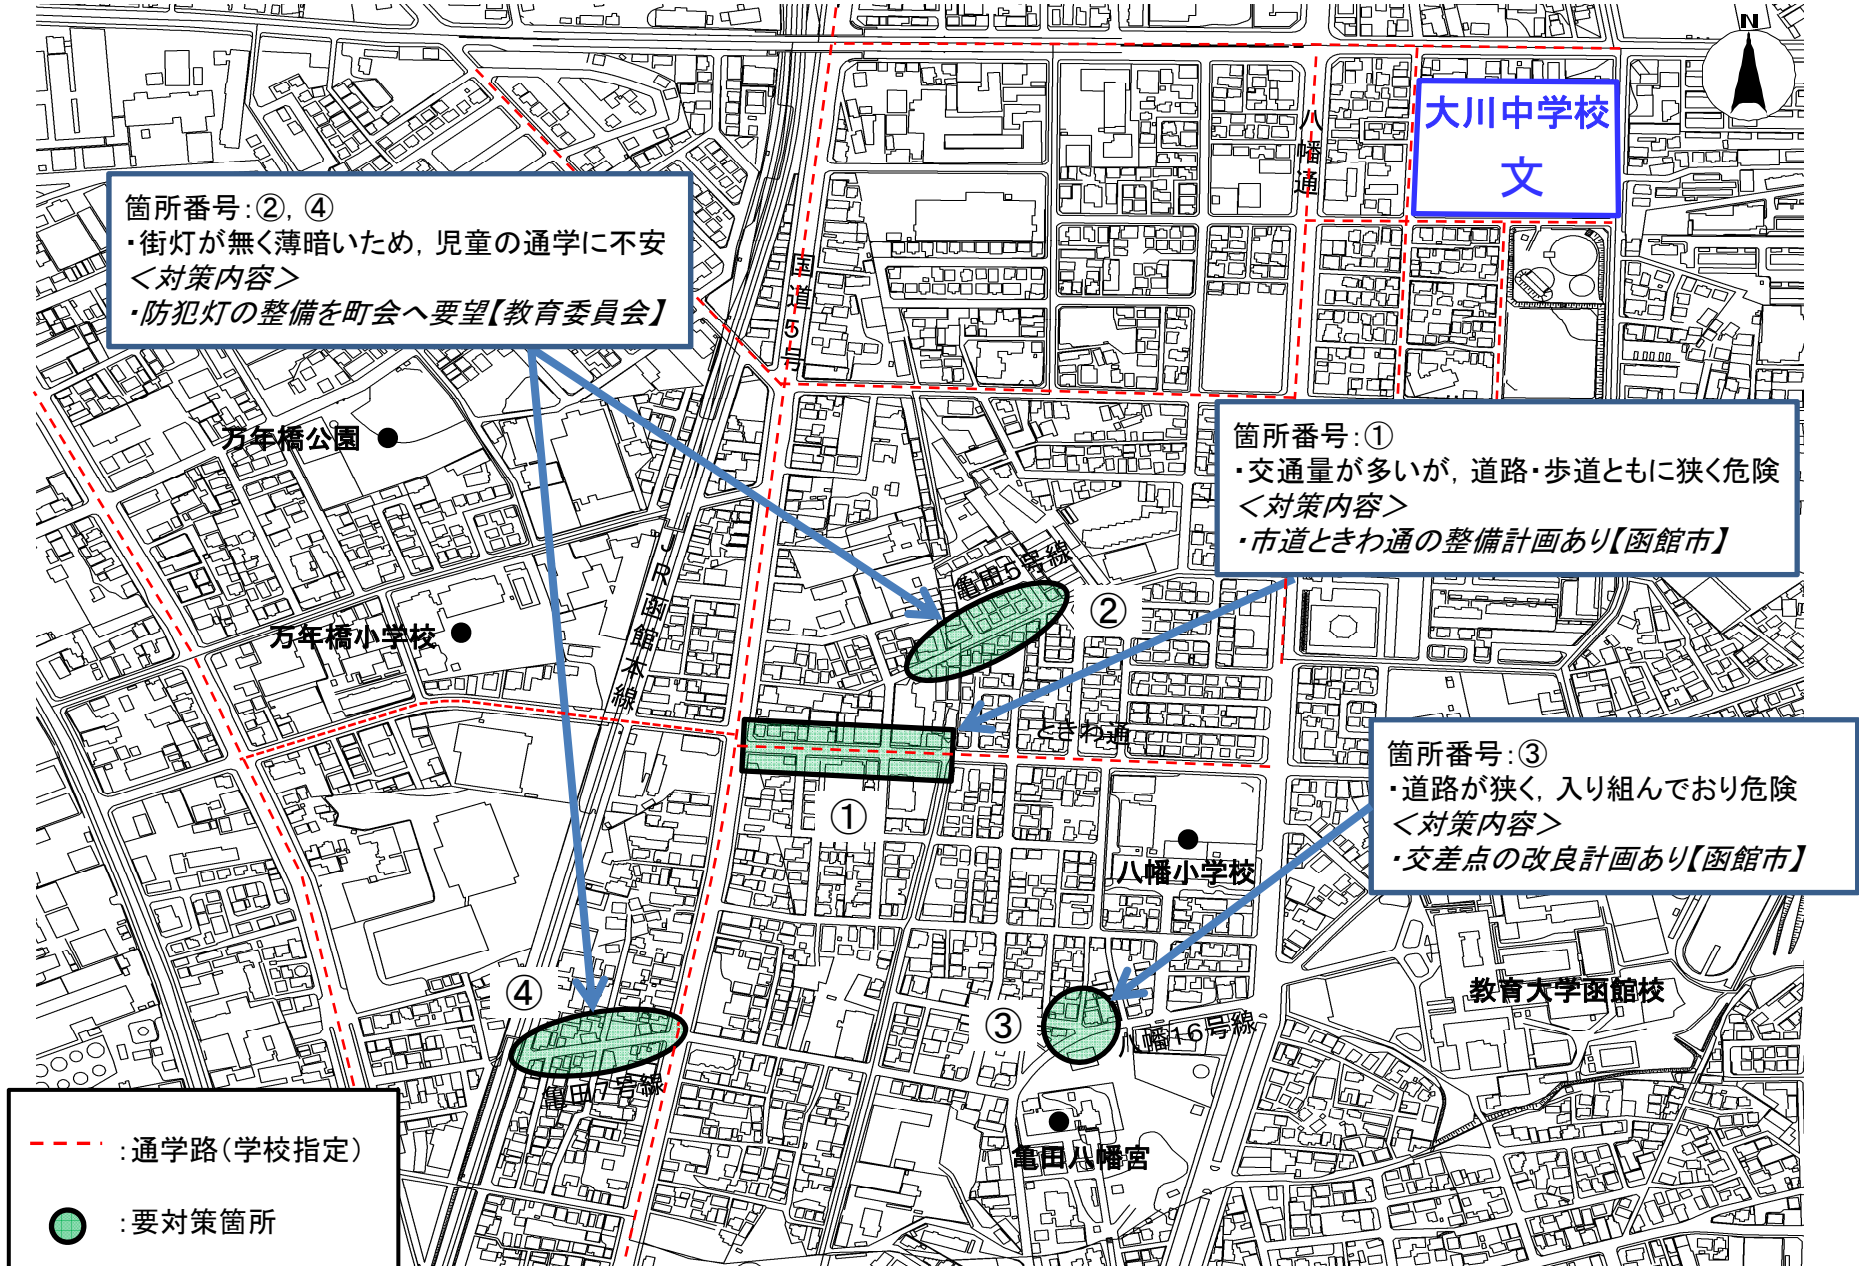 N
大川中学校
文
八幡通
箇所番号：②，④
・街灯が無く薄暗いため，児童の通学に不安
＜対策内容＞
・防犯灯の整備を町会へ要望【教育委員会】
国道5号
箇所番号：①
・交通量が多いが，道路・歩道ともに狭く危険
＜対策内容＞
・市道ときわ通の整備計画あり【函館市】
万年橋公園
JR函館本線
亀田5号線
②
万年橋小学校
ときわ通
①
箇所番号：③
・道路が狭く，入り組んでおり危険
＜対策内容＞
・交差点の改良計画あり【函館市】
八幡小学校
④
③
教育大学函館校
八幡16号線
亀田7号線
亀田八幡宮
：通学路（学校指定）
：要対策箇所